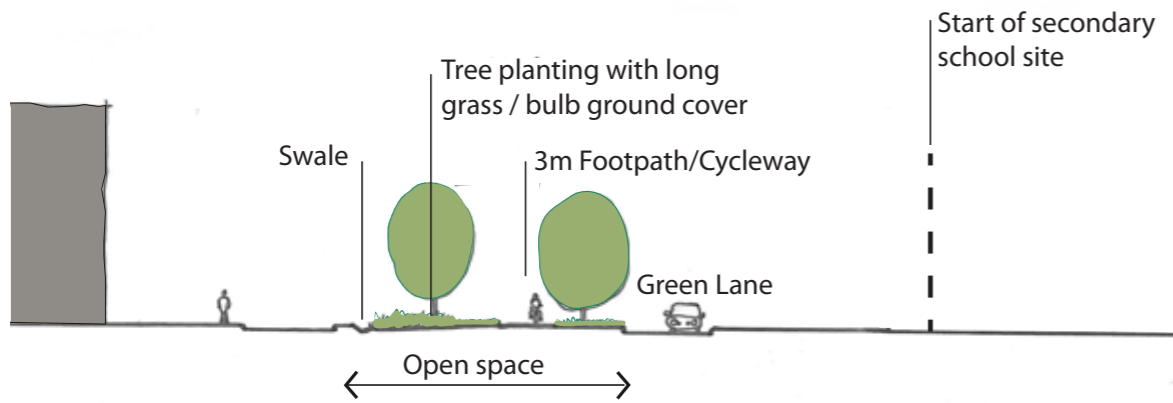 Start of secondary
school site
Tree planting with long
grass / bulb ground cover
Swale
3m Footpath/Cycleway
Green Lane
Open space